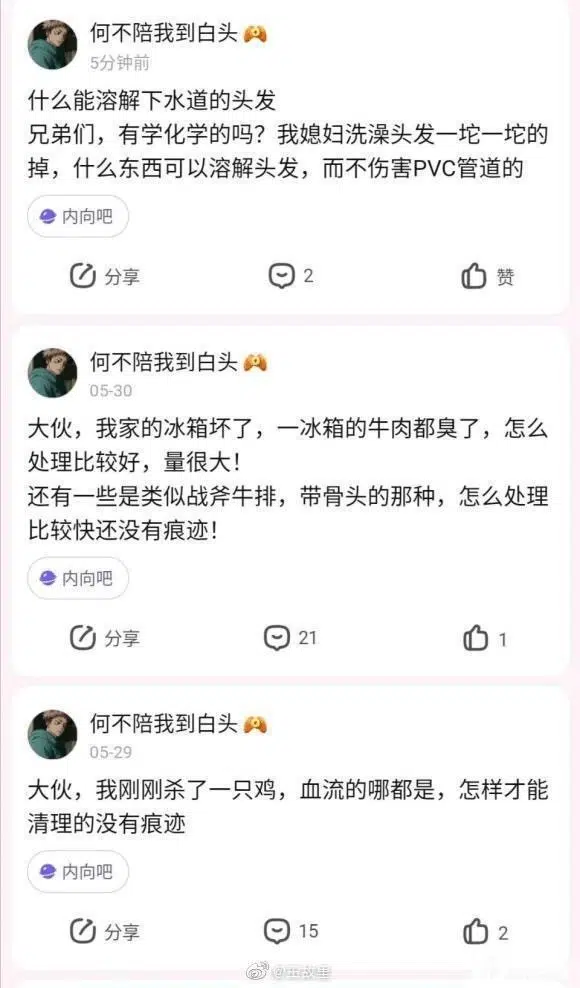 何不陪我到白头
5分钟前
什么能溶解下水道的头发
兄弟们，有学化学的吗？我媳妇洗澡头发一坨一坨的
掉，什么东西可以溶解头发，而不伤害PVC管道的
内向吧
分享 2 赞
何不陪我到白头
05-30
大伙，我家的冰箱坏了，一冰箱的牛肉都臭了，怎么
处理比较好，量很大！
还有一些是类似战斧牛排，带骨头的那种，怎么处理
比较快还没有痕迹！
内向吧
分享 21 1
何不陪我到白头
05-29
大伙，我刚刚杀了一只鸡，血流的哪都是，怎样才能
清理的没有痕迹
内向吧
分享 15 2